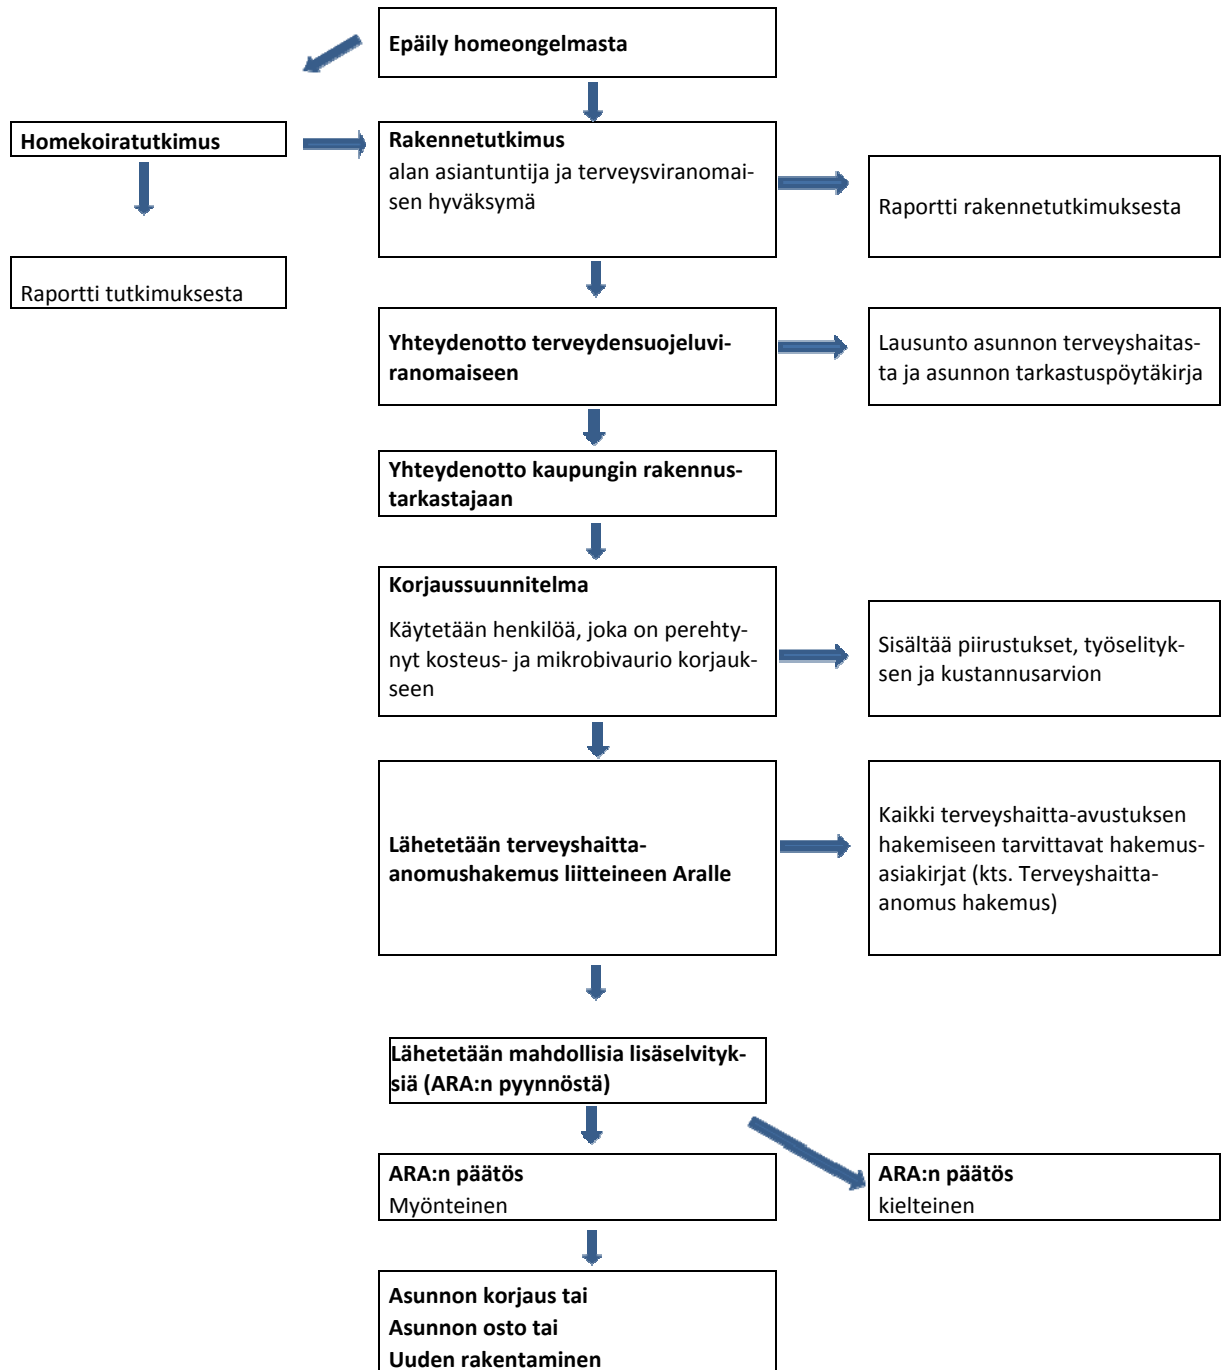 Epäily homeongelmasta
Homekoiratutkimus
Rakennetutkimus
alan asiantuntija ja terveysviranomai-
sen hyväksymä
Raportti rakennetutkimuksesta
Raportti tutkimuksesta
Yhteydenotto terveydensuojeluvi-
ranomaiseen
Lausunto asunnon terveyshaitas-
ta ja asunnon tarkastuspöytäkirja
Yhteydenotto kaupungin rakennus-
tarkastajaan
Korjaussuunnitelma
Käytetään henkilöä, joka on perehty-
nyt kosteus- ja mikrobivaurio korjauk-
seen
Sisältää piirustukset, työselityk-
sen ja kustannusarvion
Lähetetään terveyshaitta-
anomushakemus liitteineen Aralle
Kaikki terveyshaitta-avustuksen
hakemiseen tarvittavat hakemus-
asiakirjat (kts. Terveyshaitta-
anomus hakemus)
Lähetetään mahdollisia lisäselvityk-
siä (ARA:n pyynnöstä)
ARA:n päätös
Myönteinen
ARA:n päätös
kielteinen
Asunnon korjaus tai
Asunnon osto tai
Uuden rakentaminen